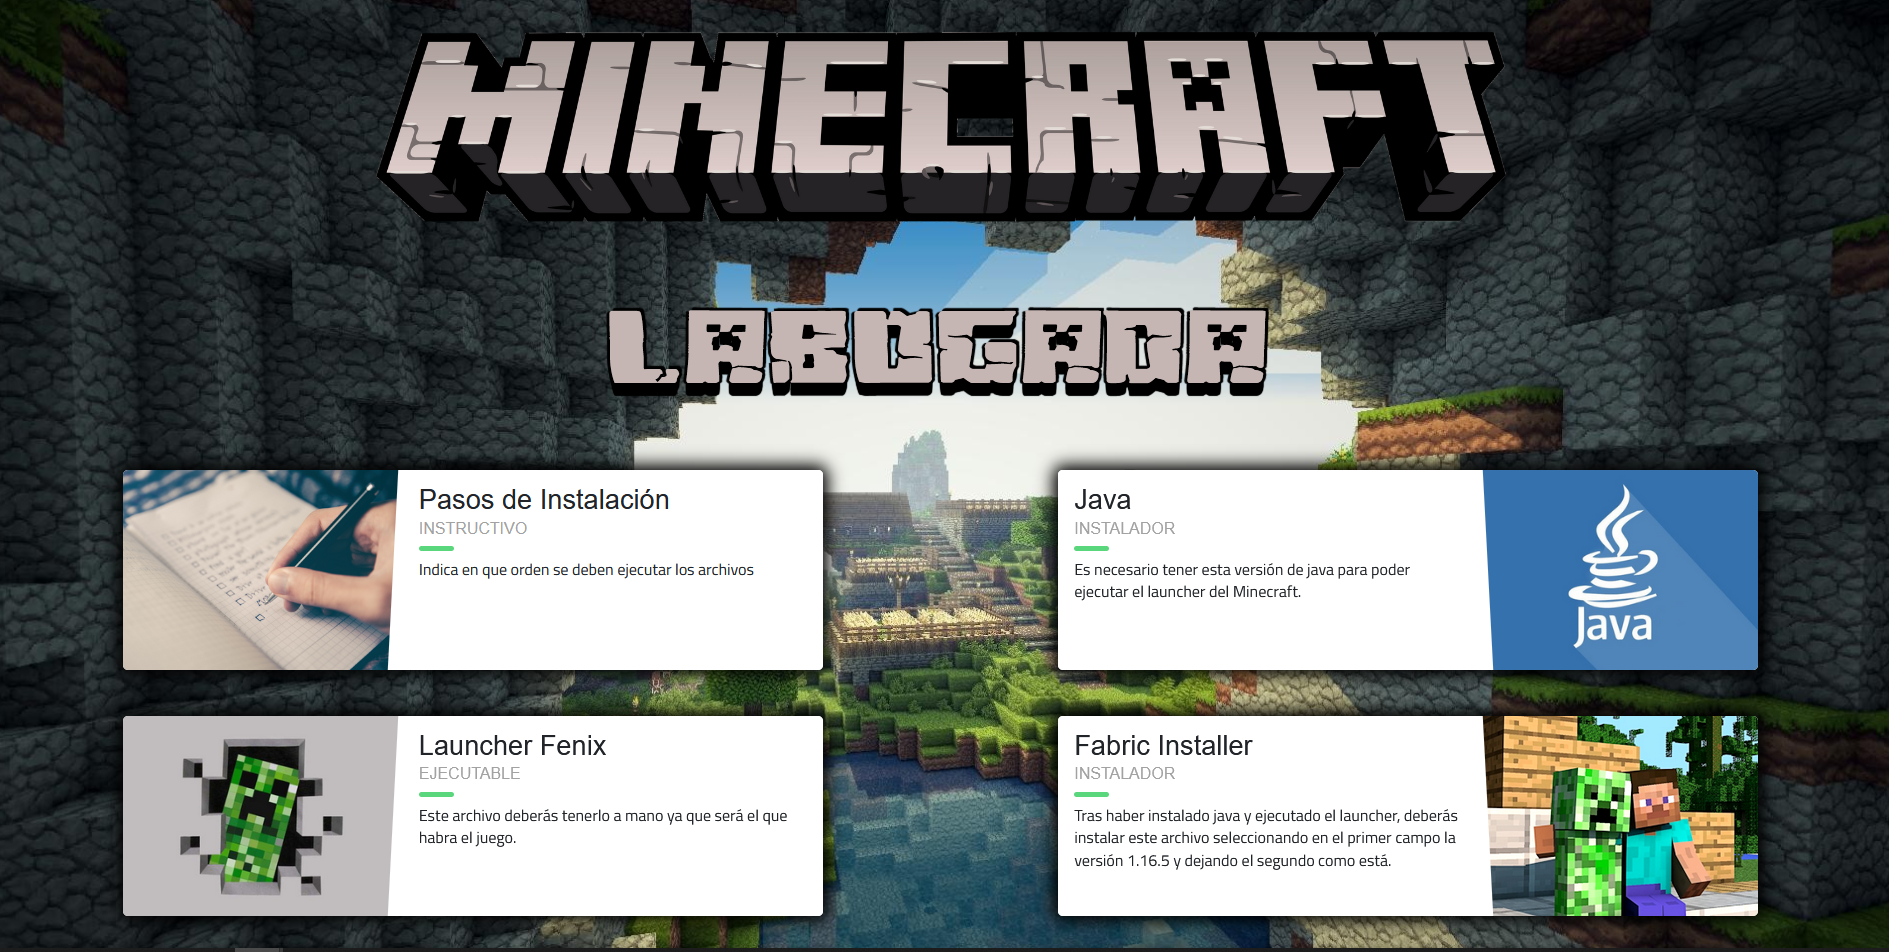 MINECRAFT
LABOGADA
Pasos de Instalación
INSTRUCTIVO
Indica en que orden se deben ejecutar los archivos
Java
INSTALADOR
Es necesario tener esta versión de java para poder
ejecutar el launcher del Minecraft.
Java
Launcher Fenix
EJECUTABLE
Este archivo deberás tenerlo a mano ya que será el que
habra el juego.
Fabric Installer
INSTALADOR
Tras haber instalado java y ejecutado el launcher, deberás
instalar este archivo seleccionando en el primer campo la
versión 1.16.5 y dejando el segundo como está.